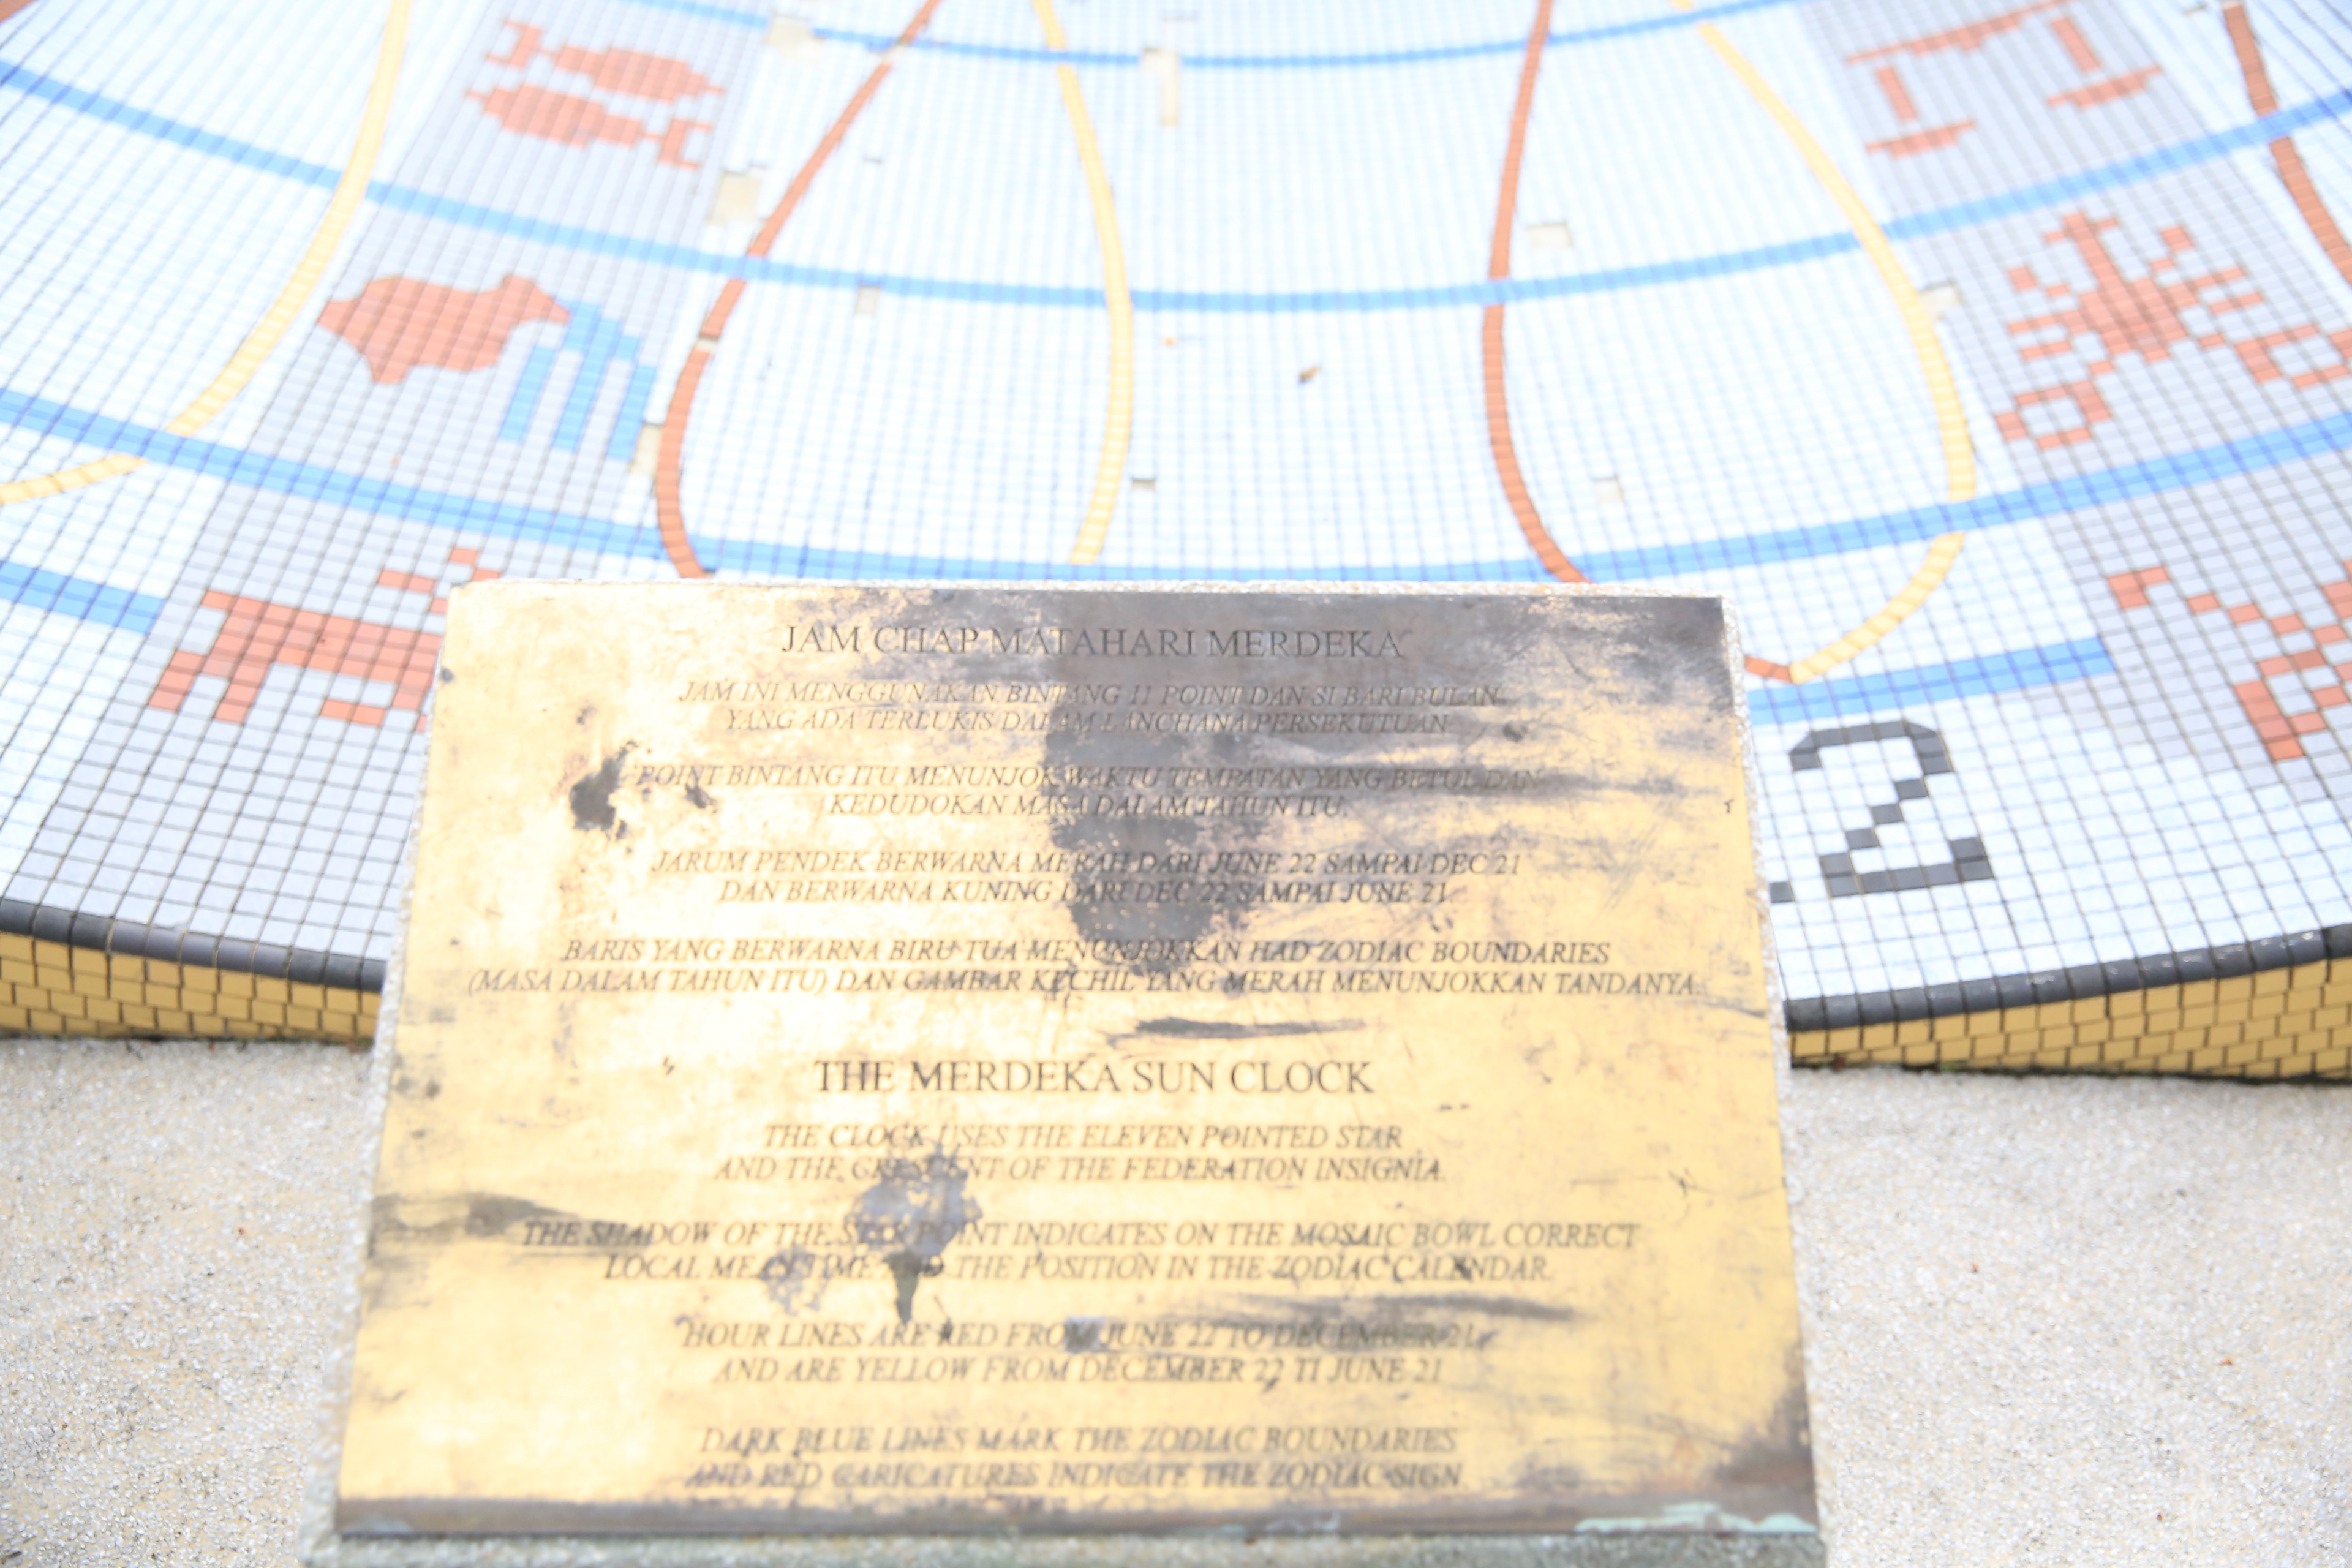 JAM CHAP MATAHARI MERDEKA
JAM INI MENGGUNAKAN BINTANG 11 POINT DAN SI BARI BULAN
YANG ADA TERLUKIS DALAM LANCHANA PERSEKUTUAN
POINT BINTANG ITU MENUNJOK WAKTU TEMPATAN YANG BETUL DAN
KEDUDOKAN MASA DALAM TAHUN ITU.
JARUM PENDEK BERWARNA MERAH DARI JUNE 22 SAMPAI DEC 21
DAN BERWARNA KUNING DARI DEC 22 SAMPAI JUNE 21
BARIS YANG BERWARNA BIRU TUA MENUNJOKKAN HAD ZODIAC BOUNDARIES
(MASA DALAM TAHUN ITU) DAN GAMBAR KECHIL YANG MERAH MENUNJOKKAN TANDANYA.
THE MERDEKA SUN CLOCK
THE CLOCK USES THE ELEVEN POINTED STAR
AND THE CRESCENT OF THE FEDERATION INSIGNIA.
THE SHADOW OF THE STAR POINT INDICATES ON THE MOSAIC BOWL CORRECT
LOCAL MEAN TIME AND THE POSITION IN THE ZODIAC CALENDAR.
HOUR LINES ARE RED FROM JUNE 22 TO DECEMBER 21
AND ARE YELLOW FROM DECEMBER 22 TI JUNE 21
DARK BLUE LINES MARK THE ZODIAC BOUNDARIES
AND RED CARICATURES INDICATE THE ZODIAC SIGN
2